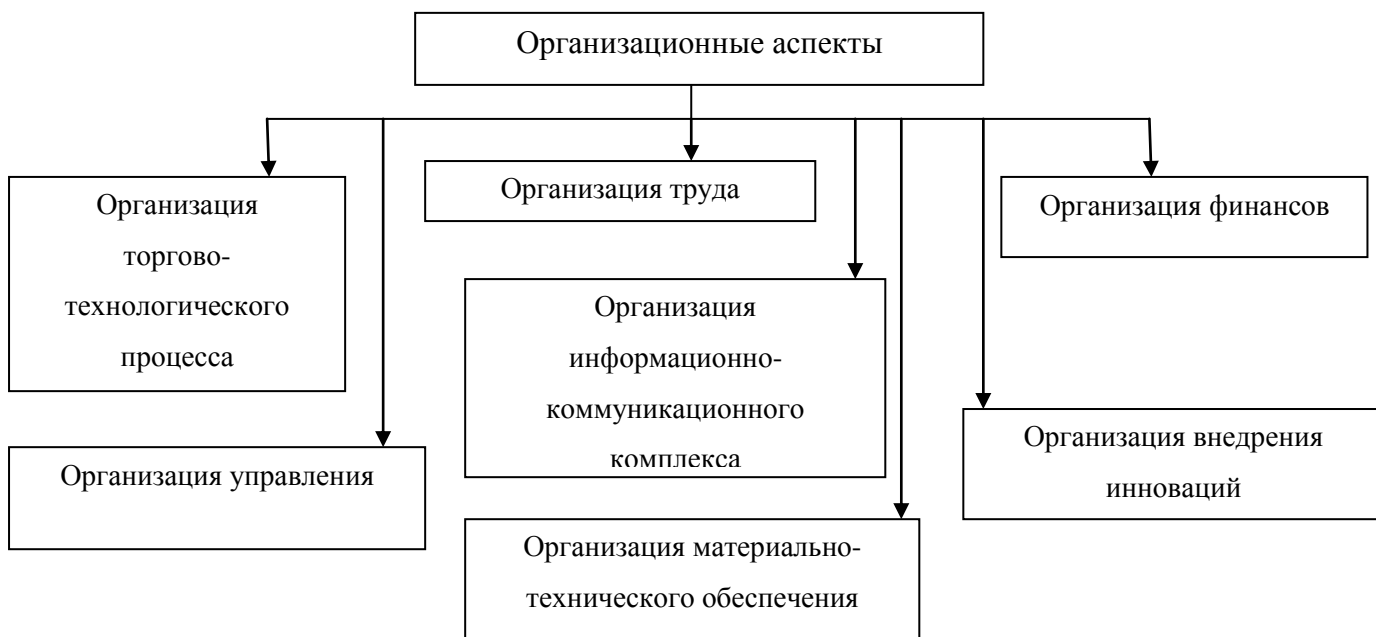 Организационные аспекты
Организация
торгово-
технологического
процесса
Организация труда
Организация финансов
Организация
информационно-
коммуникационного
комплекса
Организация управления
Организация внедрения
инноваций
Организация материально-
технического обеспечения